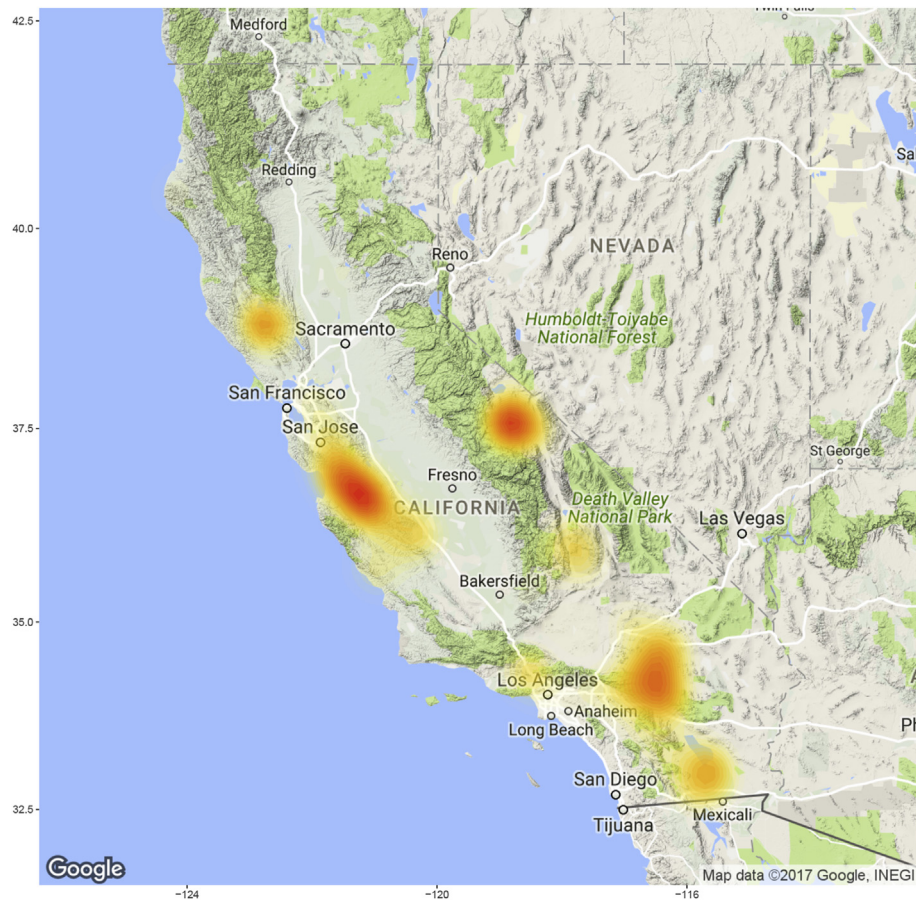 42.5
Medford
Redding
40.0
Reno
NEVADA
Humboldt-Toiyabe
National Forest
Sacramento
San Francisco
37.5
San Jose
St George
Fresno
CALIFORNIA
Death Valley
National Park
Las Vegas
Bakersfield
35.0
Los Angeles
Anaheim
Long Beach
San Diego
32.5
Mexicali
Tijuana
Google
Map data ©2017 Google, INEGI
−124
−120
−116